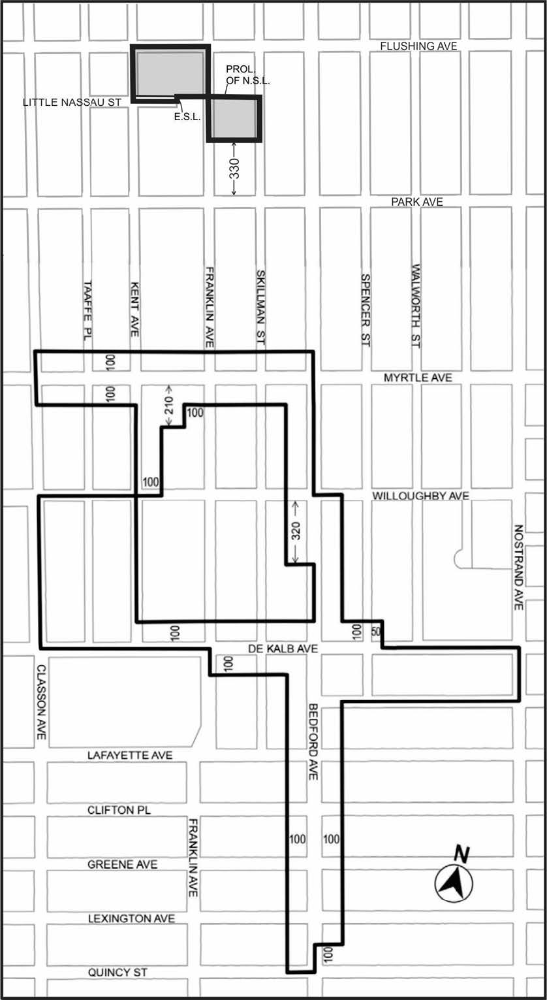 FLUSHING AVE
PROL.
OF N.S.L.
LITTLE NASSAU ST
E.S.L.
330
PARK AVE
TAAFFE PL
KENT AVE
FRANKLIN AVE
SKILLMAN ST
SPENCER ST
WALWORTH ST
100
MYRTLE AVE
100
210
100
100
WILLOUGHBY AVE
320
NOSTRAND AVE
100
100
50
DE KALB AVE
100
CLASSON AVE
BEDFORD AVE
LAFAYETTE AVE
CLIFTON PL
FRANKLIN AVE
100
100
N
GREENE AVE
LEXINGTON AVE
100
QUINCY ST